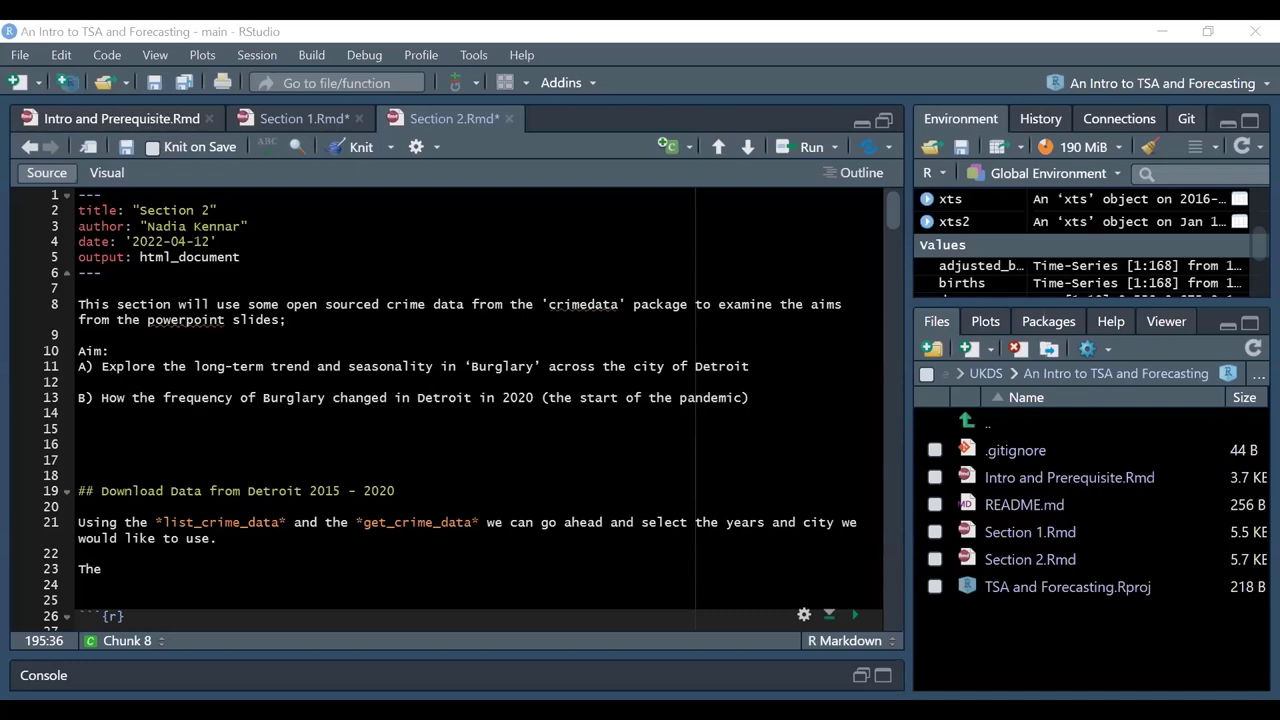 An Intro to TSA and Forecasting - main - RStudio
File Edit Code View Plots Session Build Debug Profile Tools Help
Go to file/function Addins An Intro to TSA and Forecasting
Intro and Prerequisite.Rmd Section 1.Rmd* Section 2.Rmd*
Knit on Save ABC Knit Run
Source Visual Outline
1 ---
2 title: "Section 2"
3 author: "Nadia Kennar"
4 date: '2022-04-12'
5 output: html_document
6 ---
7
8 This section will use some open sourced crime data from the 'crimedata' package to examine the aims
from the powerpoint slides;
9
10 Aim:
11 A) Explore the long-term trend and seasonality in ‘Burglary’ across the city of Detroit
12
13 B) How the frequency of Burglary changed in Detroit in 2020 (the start of the pandemic)
14
15
16
17
18
19 ## Download Data from Detroit 2015 - 2020
20
21 Using the *list_crime_data* and the *get_crime_data* we can go ahead and select the years and city we
would like to use.
22
23 The
24
25
26 ```{r}
195:36 Chunk 8 R Markdown
Console
Environment History Connections Git
190 MiB
R Global Environment
xts An ‘xts’ object on 2016-…
xts2 An ‘xts’ object on Jan 1…
Values
adjusted_b… Time-Series [1:168] from 1…
births Time-Series [1:168] from 1…
Files Plots Packages Help Viewer
e UKDS An Intro to TSA and Forecasting ...
Name Size
..
.gitignore 44 B
Intro and Prerequisite.Rmd 3.7 KB
README.md 256 B
Section 1.Rmd 5.5 KB
Section 2.Rmd 5.7 KB
TSA and Forecasting.Rproj 218 B